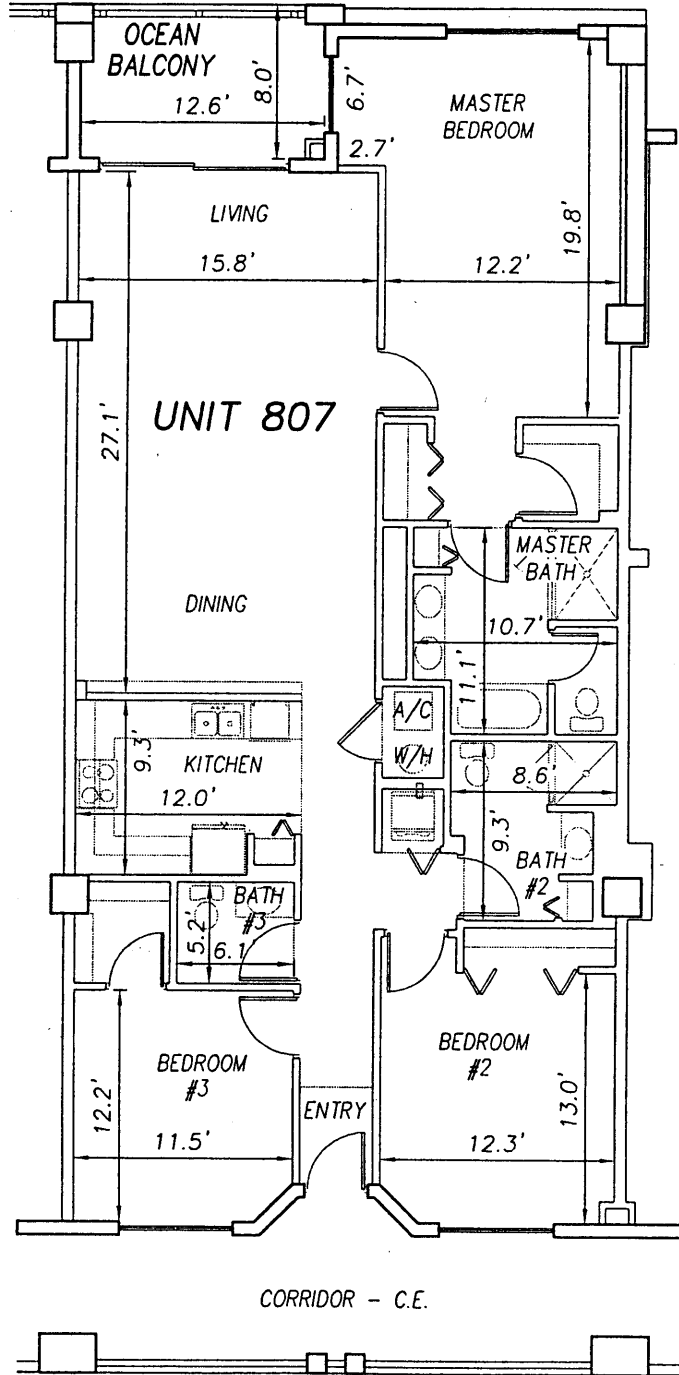 OCEAN
BALCONY
8.0'
12.6'
6.7'
2.7'
MASTER
BEDROOM
LIVING
15.8'
12.2'
19.8'
UNIT 807
27.1'
MASTER
BATH
10.7'
11.1'
DINING
A/C
W/H
KITCHEN
9.3'
12.0'
8.6'
9.3'
BATH
#2
BATH
#3
5.2'
6.1'
BEDROOM
#3
12.2'
11.5'
ENTRY
BEDROOM
#2
13.0'
12.3'
CORRIDOR - C.E.